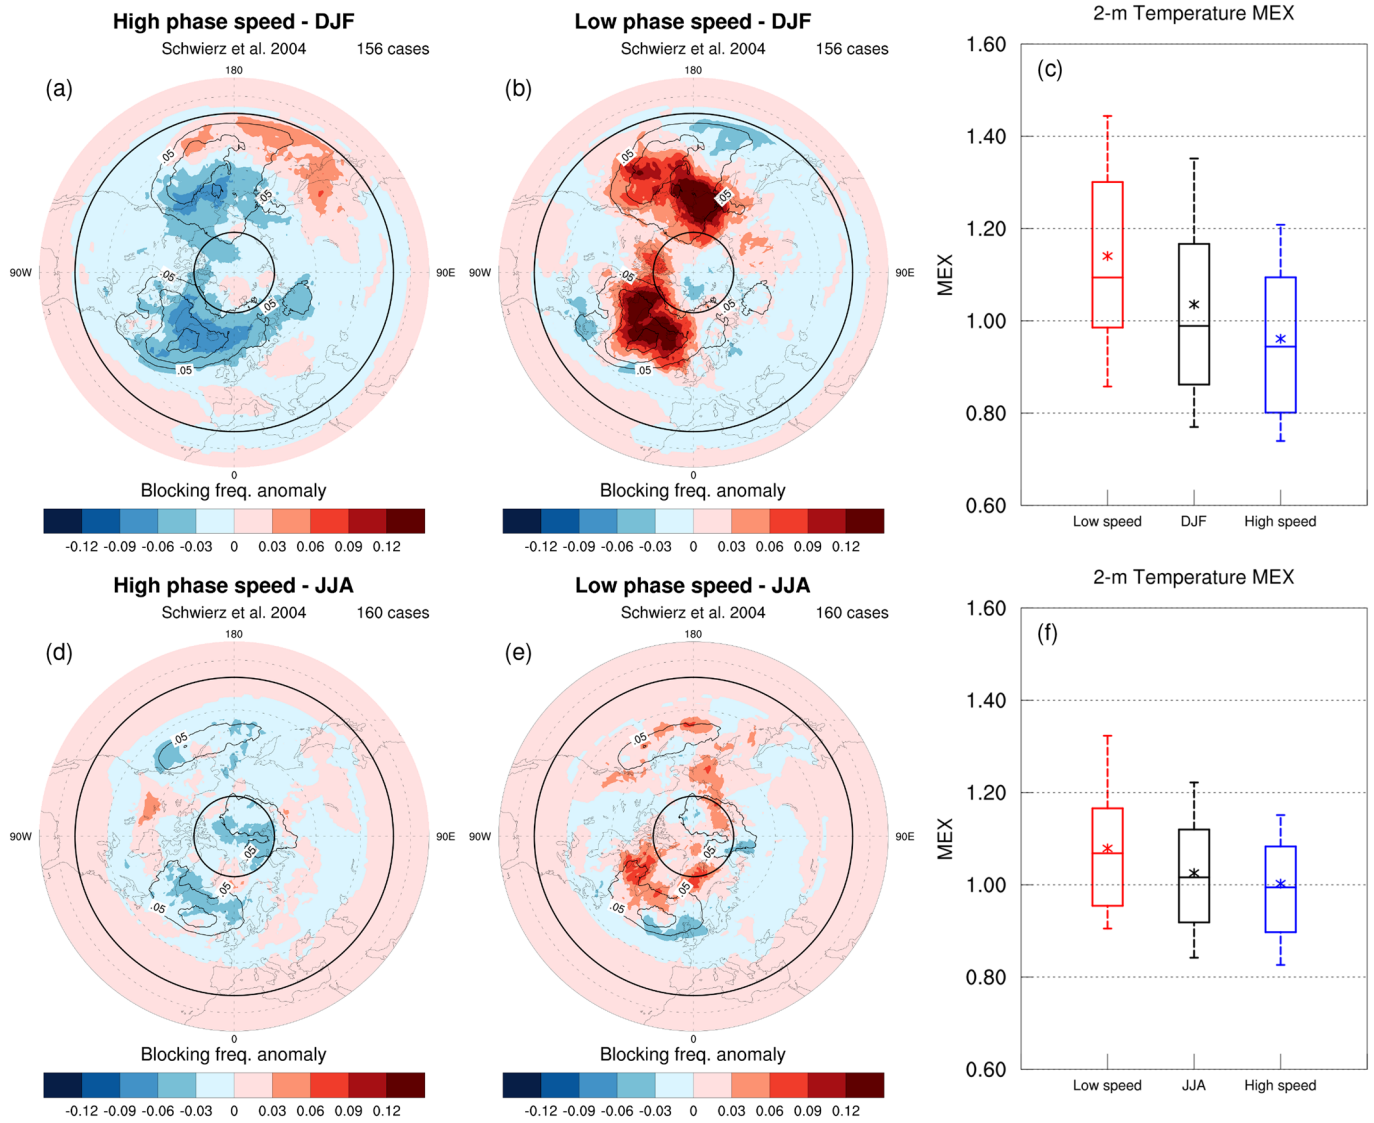 High phase speed - DJF
Schwierz et al. 2004 156 cases
(a)
180
.05
.05
90W
90E
.05
.05
.05
0
Blocking freq. anomaly
-0.12 -0.09 -0.06 -0.03 0 0.03 0.06 0.09 0.12
Low phase speed - DJF
Schwierz et al. 2004 156 cases
(b)
180
.05
.05
90W
90E
.05
.05
.05
0
Blocking freq. anomaly
-0.12 -0.09 -0.06 -0.03 0 0.03 0.06 0.09 0.12
2-m Temperature MEX
(c)
MEX
1.60
1.40
1.20
1.00
0.80
0.60
Low speed DJF High speed
High phase speed - JJA
Schwierz et al. 2004 160 cases
(d)
180
.05
90W
90E
.05
.05
.05
0
Blocking freq. anomaly
-0.12 -0.09 -0.06 -0.03 0 0.03 0.06 0.09 0.12
Low phase speed - JJA
Schwierz et al. 2004 160 cases
(e)
180
.05
90W
90E
.05
.05
.05
0
Blocking freq. anomaly
-0.12 -0.09 -0.06 -0.03 0 0.03 0.06 0.09 0.12
2-m Temperature MEX
(f)
MEX
1.60
1.40
1.20
1.00
0.80
0.60
Low speed JJA High speed